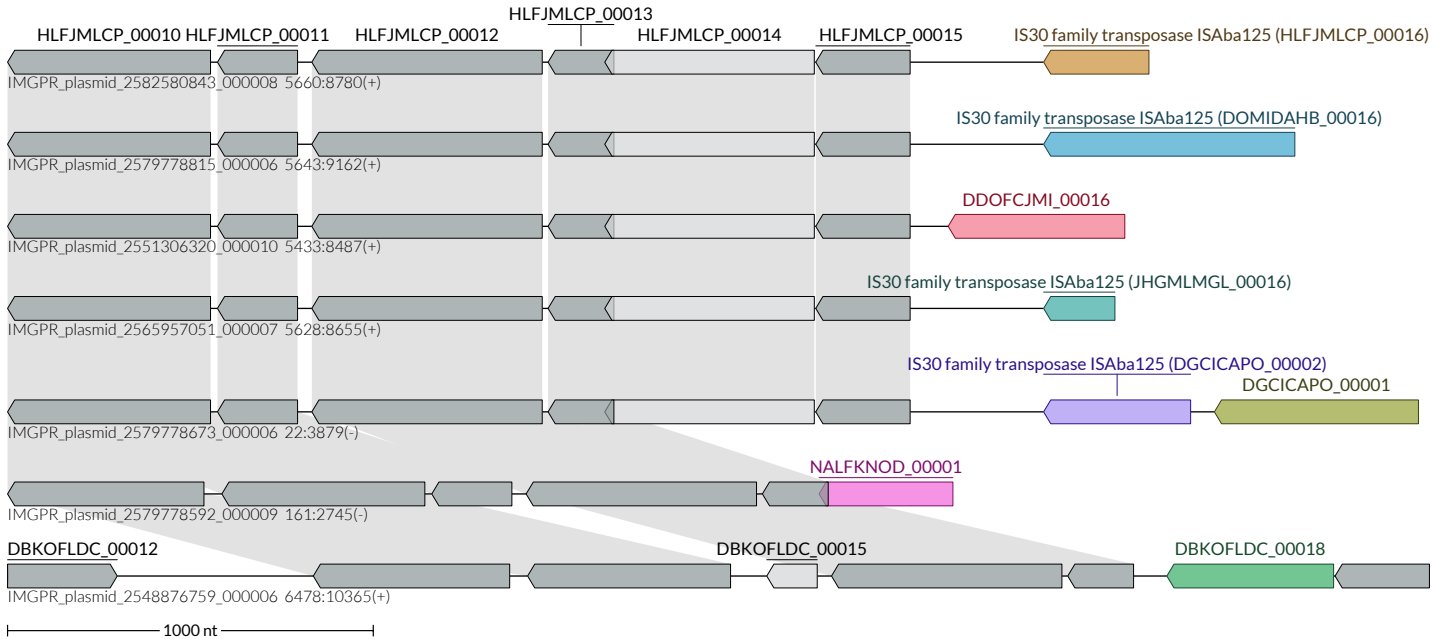 HLFJMLCP_00013
HLFJMLCP_00010 HLFJMLCP_00011 HLFJMLCP_00012 HLFJMLCP_00014 HLFJMLCP_00015 IS30 family transposase ISAba125 (HLFJMLCP_00016)
IMGPR_plasmid_2582580843_000008 5660:8780(+)
IS30 family transposase ISAba125 (DOMIDAHB_00016)
IMGPR_plasmid_2579778815_000006 5643:9162(+)
DDOFCJMI_00016
IMGPR_plasmid_2551306320_000010 5433:8487(+)
IS30 family transposase ISAba125 (JHGMLMGL_00016)
IMGPR_plasmid_2565957051_000007 5628:8655(+)
IS30 family transposase ISAba125 (DGCICAPO_00002)
DGCICAPO_00001
IMGPR_plasmid_2579778673_000006 22:3879(-)
NALFKNOD_00001
IMGPR_plasmid_2579778592_000009 161:2745(-)
DBKOFLDC_00012 DBKOFLDC_00015 DBKOFLDC_00018
IMGPR_plasmid_2548876759_000006 6478:10365(+)
1000 nt